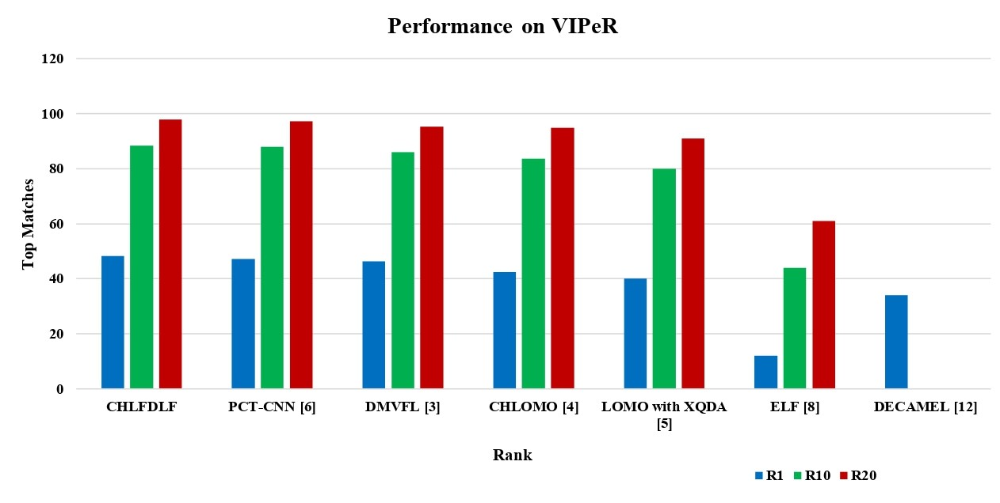 Performance on VIPeR
120
100
80
60
40
20
0
Top Matches
CHLFDLF
PCT-CNN [6]
DMVFL [3]
CHLOMO [4]
LOMO with XQDA
[5]
ELF [8]
DECAMEL [12]
Rank
R1 R10 R20